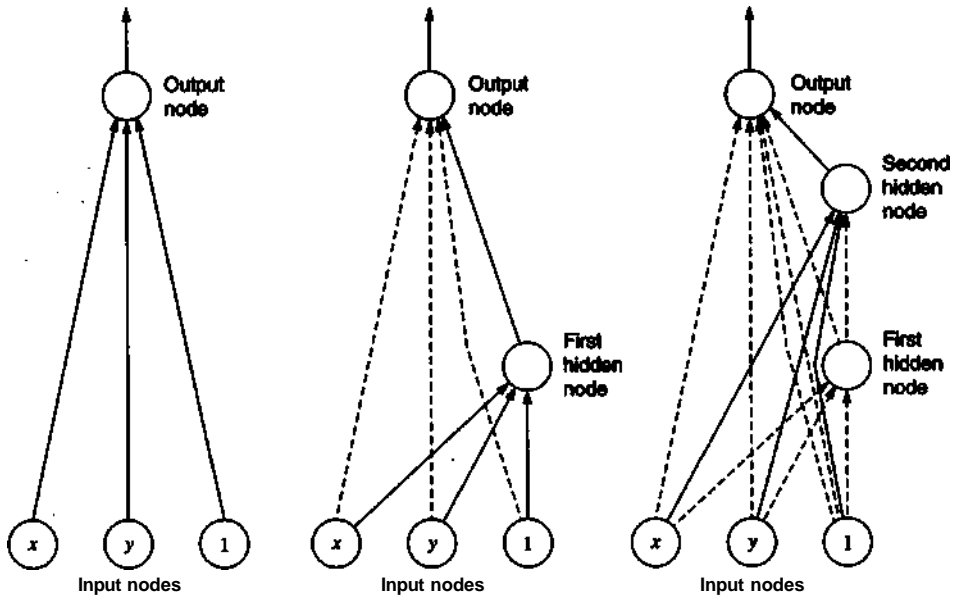 Output
node
x
y
1
Input nodes
Output
node
First
hidden
node
x
y
1
Input nodes
Output
node
Second
hidden
node
First
hidden
node
x
y
1
Input nodes